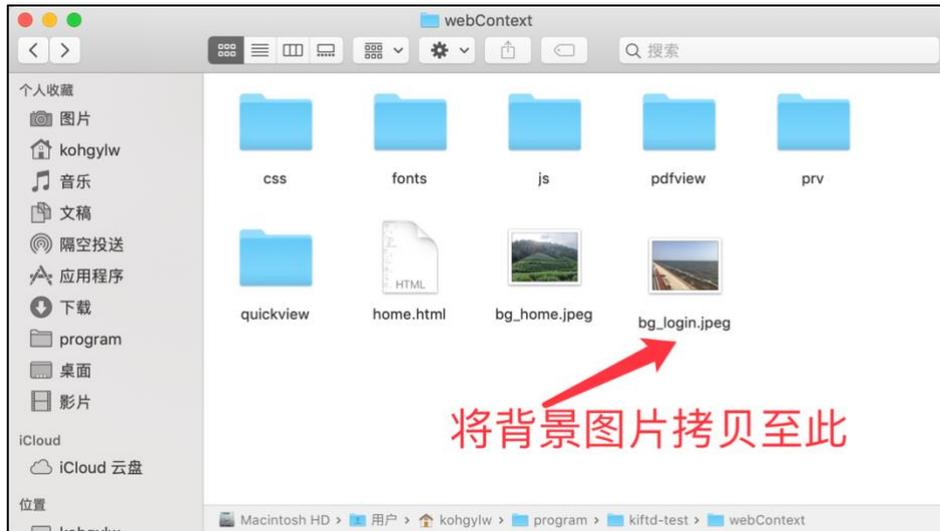 webContext
搜索
个人收藏
图片
kohgylw
音乐
文稿
隔空投送
应用程序
下载
program
桌面
影片
iCloud
iCloud 云盘
位置
kohgylw
css
fonts
js
pdfview
prv
HTML
quickview
home.html
bg_home.jpeg
bg_login.jpeg
将背景图片拷贝至此
Macintosh HD › 用户 › kohgylw › program › kiftd-test › webContext